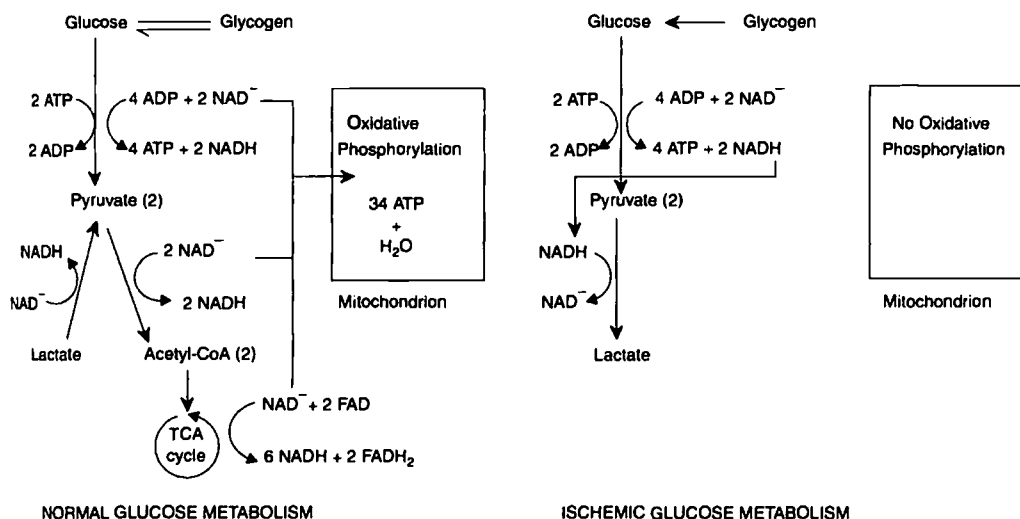 Glucose
Glycogen
2 ATP
4 ADP + 2 NAD⁻
2 ADP
4 ATP + 2 NADH
Pyruvate (2)
NADH
2 NAD⁻
NAD⁻
2 NADH
Lactate
Acetyl-CoA (2)
TCA
cycle
NAD⁻ + 2 FAD
6 NADH + 2 FADH₂
Oxidative
Phosphorylation
34 ATP
+
H₂O
Mitochondrion
NORMAL GLUCOSE METABOLISM
Glucose
Glycogen
2 ATP
4 ADP + 2 NAD⁻
2 ADP
4 ATP + 2 NADH
Pyruvate (2)
NADH
NAD⁻
Lactate
No Oxidative
Phosphorylation
Mitochondrion
ISCHEMIC GLUCOSE METABOLISM